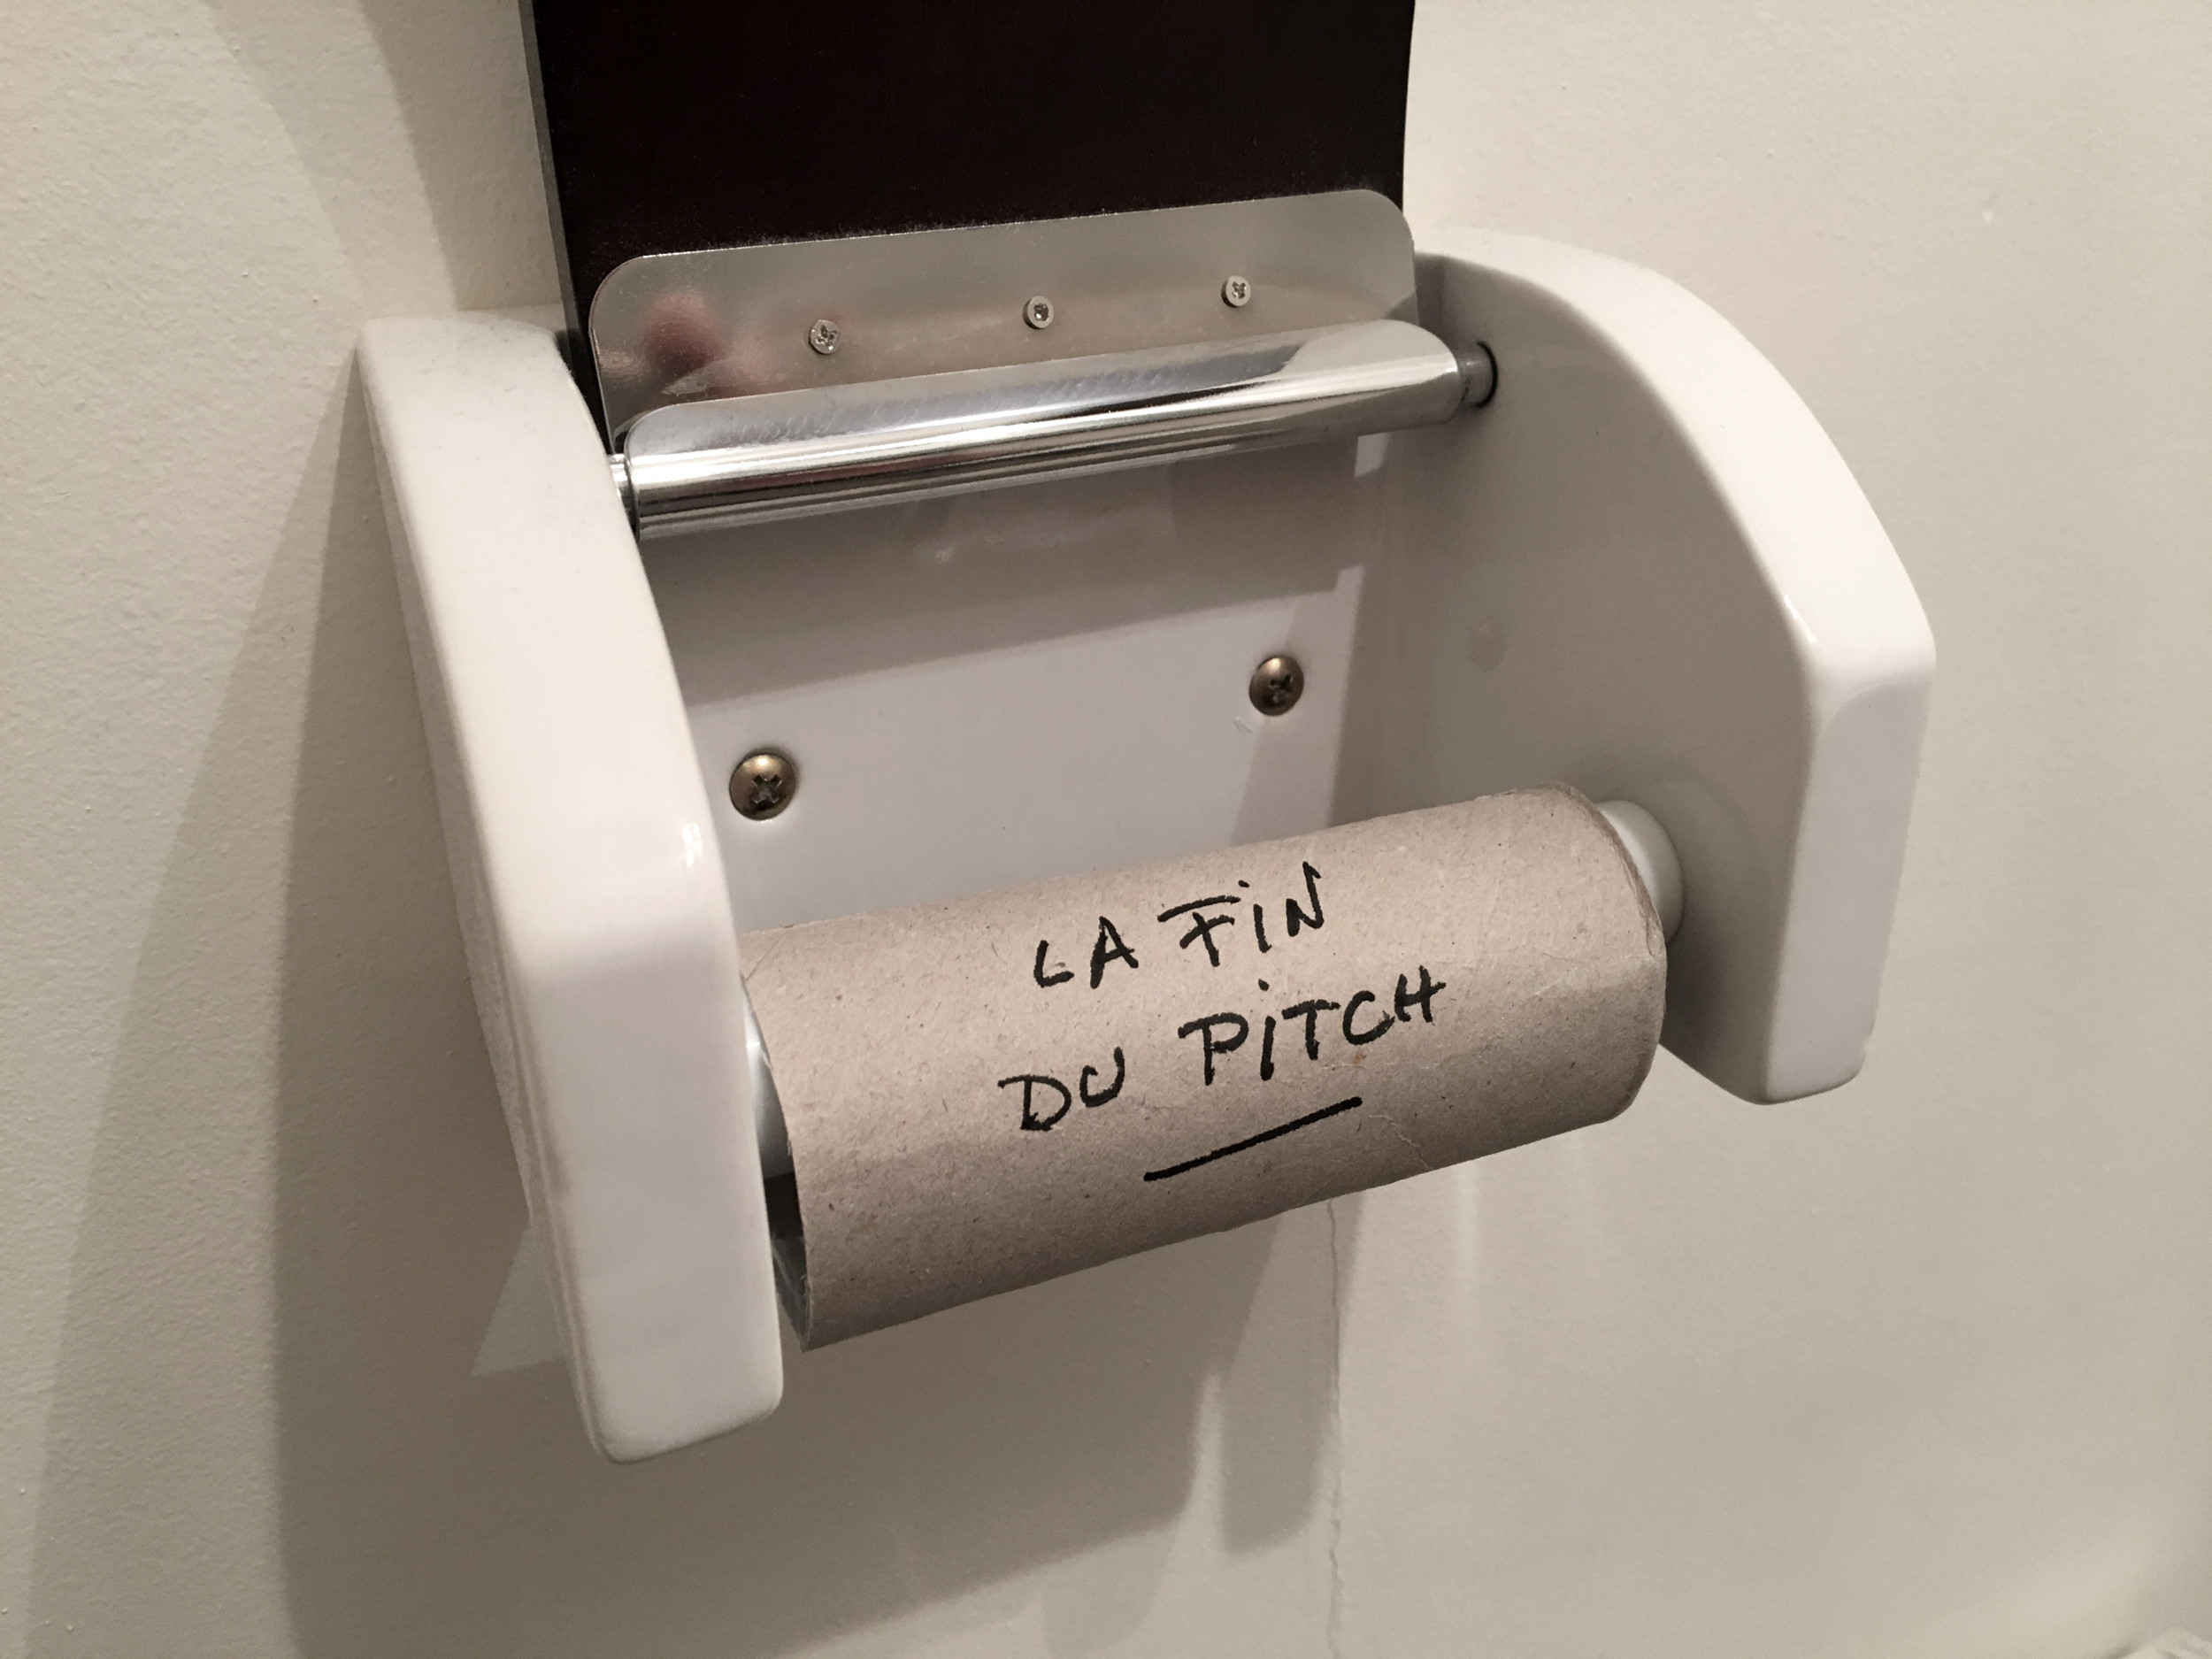 LA FiN
DU PiTCH